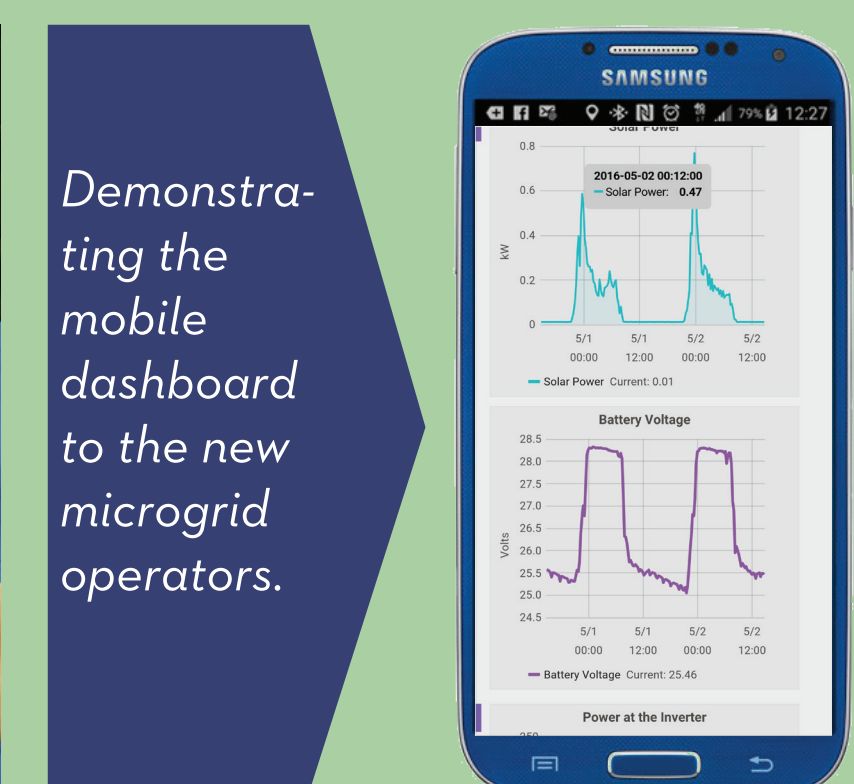 Demonstra-
ting the
mobile
dashboard
to the new
microgrid
operators.
SAMSUNG
79% 12:27
Solar Power
0.8
0.6
0.4
0.2
0
kW
2016-05-02 00:12:00
Solar Power: 0.47
5/1 5/1 5/2 5/2
00:00 12:00 00:00 12:00
Solar Power Current: 0.01
Battery Voltage
28.5
28.0
27.5
27.0
26.5
26.0
25.5
25.0
24.5
Volts
5/1 5/1 5/2 5/2
00:00 12:00 00:00 12:00
Battery Voltage Current: 25.46
Power at the Inverter